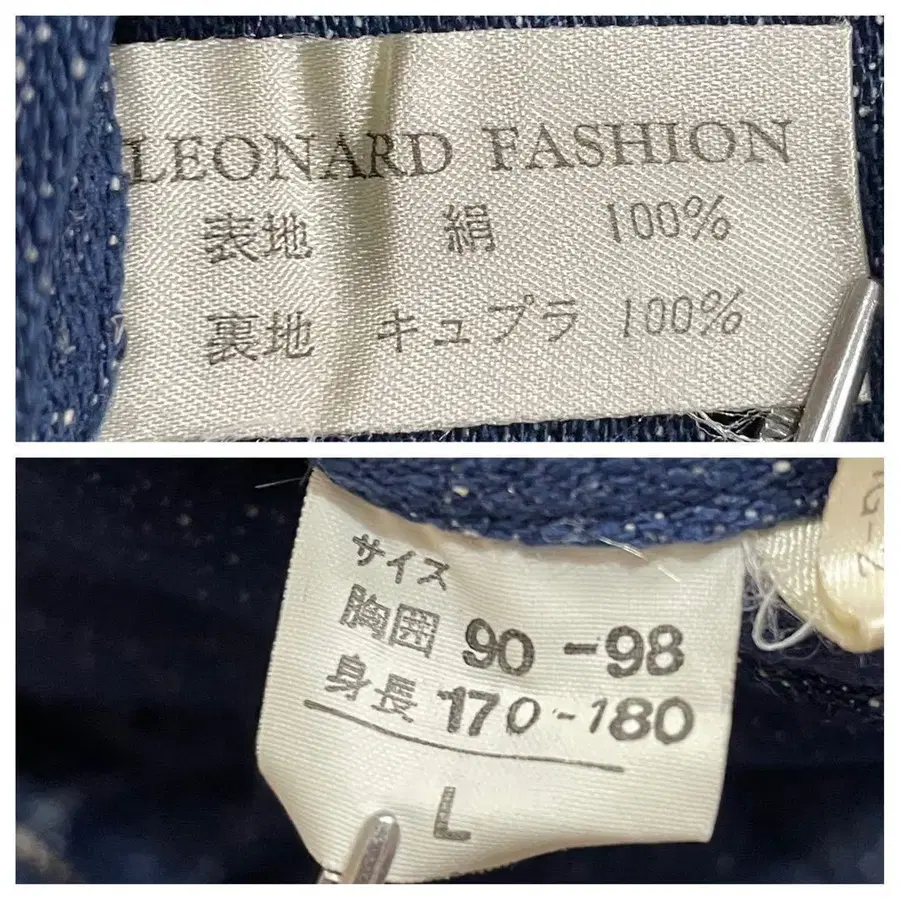 LEONARD FASHION
表地 絹 100%
裏地 キュプラ 100%
サイズ
胸囲 90-98
身長 170-180
L
G-2